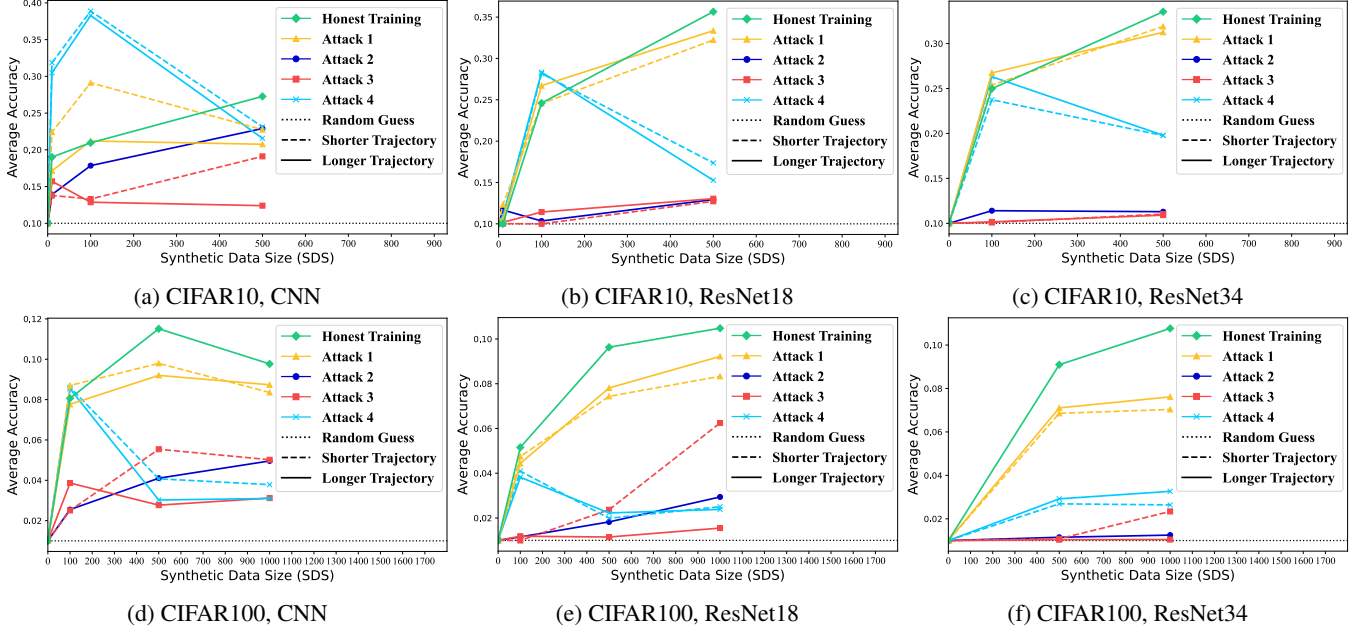 0.40
0.35
0.30
0.25
0.20
0.15
0.10
Average Accuracy
0 100 200 300 400 500 600 700 800 900
Synthetic Data Size (SDS)
Honest Training
Attack 1
Attack 2
Attack 3
Attack 4
Random Guess
Shorter Trajectory
Longer Trajectory
(a) CIFAR10, CNN
0.35
0.30
0.25
0.20
0.15
0.10
Average Accuracy
0 100 200 300 400 500 600 700 800 900
Synthetic Data Size (SDS)
Honest Training
Attack 1
Attack 2
Attack 3
Attack 4
Random Guess
Shorter Trajectory
Longer Trajectory
(b) CIFAR10, ResNet18
0.30
0.25
0.20
0.15
0.10
Average Accuracy
0 100 200 300 400 500 600 700 800 900
Synthetic Data Size (SDS)
Honest Training
Attack 1
Attack 2
Attack 3
Attack 4
Random Guess
Shorter Trajectory
Longer Trajectory
(c) CIFAR10, ResNet34
0.12
0.10
0.08
0.06
0.04
0.02
Average Accuracy
0 100 200 300 400 500 600 700 800 900 1000 1100 1200 1300 1400 1500 1600 1700
Synthetic Data Size (SDS)
Honest Training
Attack 1
Attack 2
Attack 3
Attack 4
Random Guess
Shorter Trajectory
Longer Trajectory
(d) CIFAR100, CNN
0.10
0.08
0.06
0.04
0.02
Average Accuracy
0 100 200 300 400 500 600 700 800 900 1000 1100 1200 1300 1400 1500 1600 1700
Synthetic Data Size (SDS)
Honest Training
Attack 1
Attack 2
Attack 3
Attack 4
Random Guess
Shorter Trajectory
Longer Trajectory
(e) CIFAR100, ResNet18
0.10
0.08
0.06
0.04
0.02
Average Accuracy
0 100 200 300 400 500 600 700 800 900 1000 1100 1200 1300 1400 1500 1600 1700
Synthetic Data Size (SDS)
Honest Training
Attack 1
Attack 2
Attack 3
Attack 4
Random Guess
Shorter Trajectory
Longer Trajectory
(f) CIFAR100, ResNet34